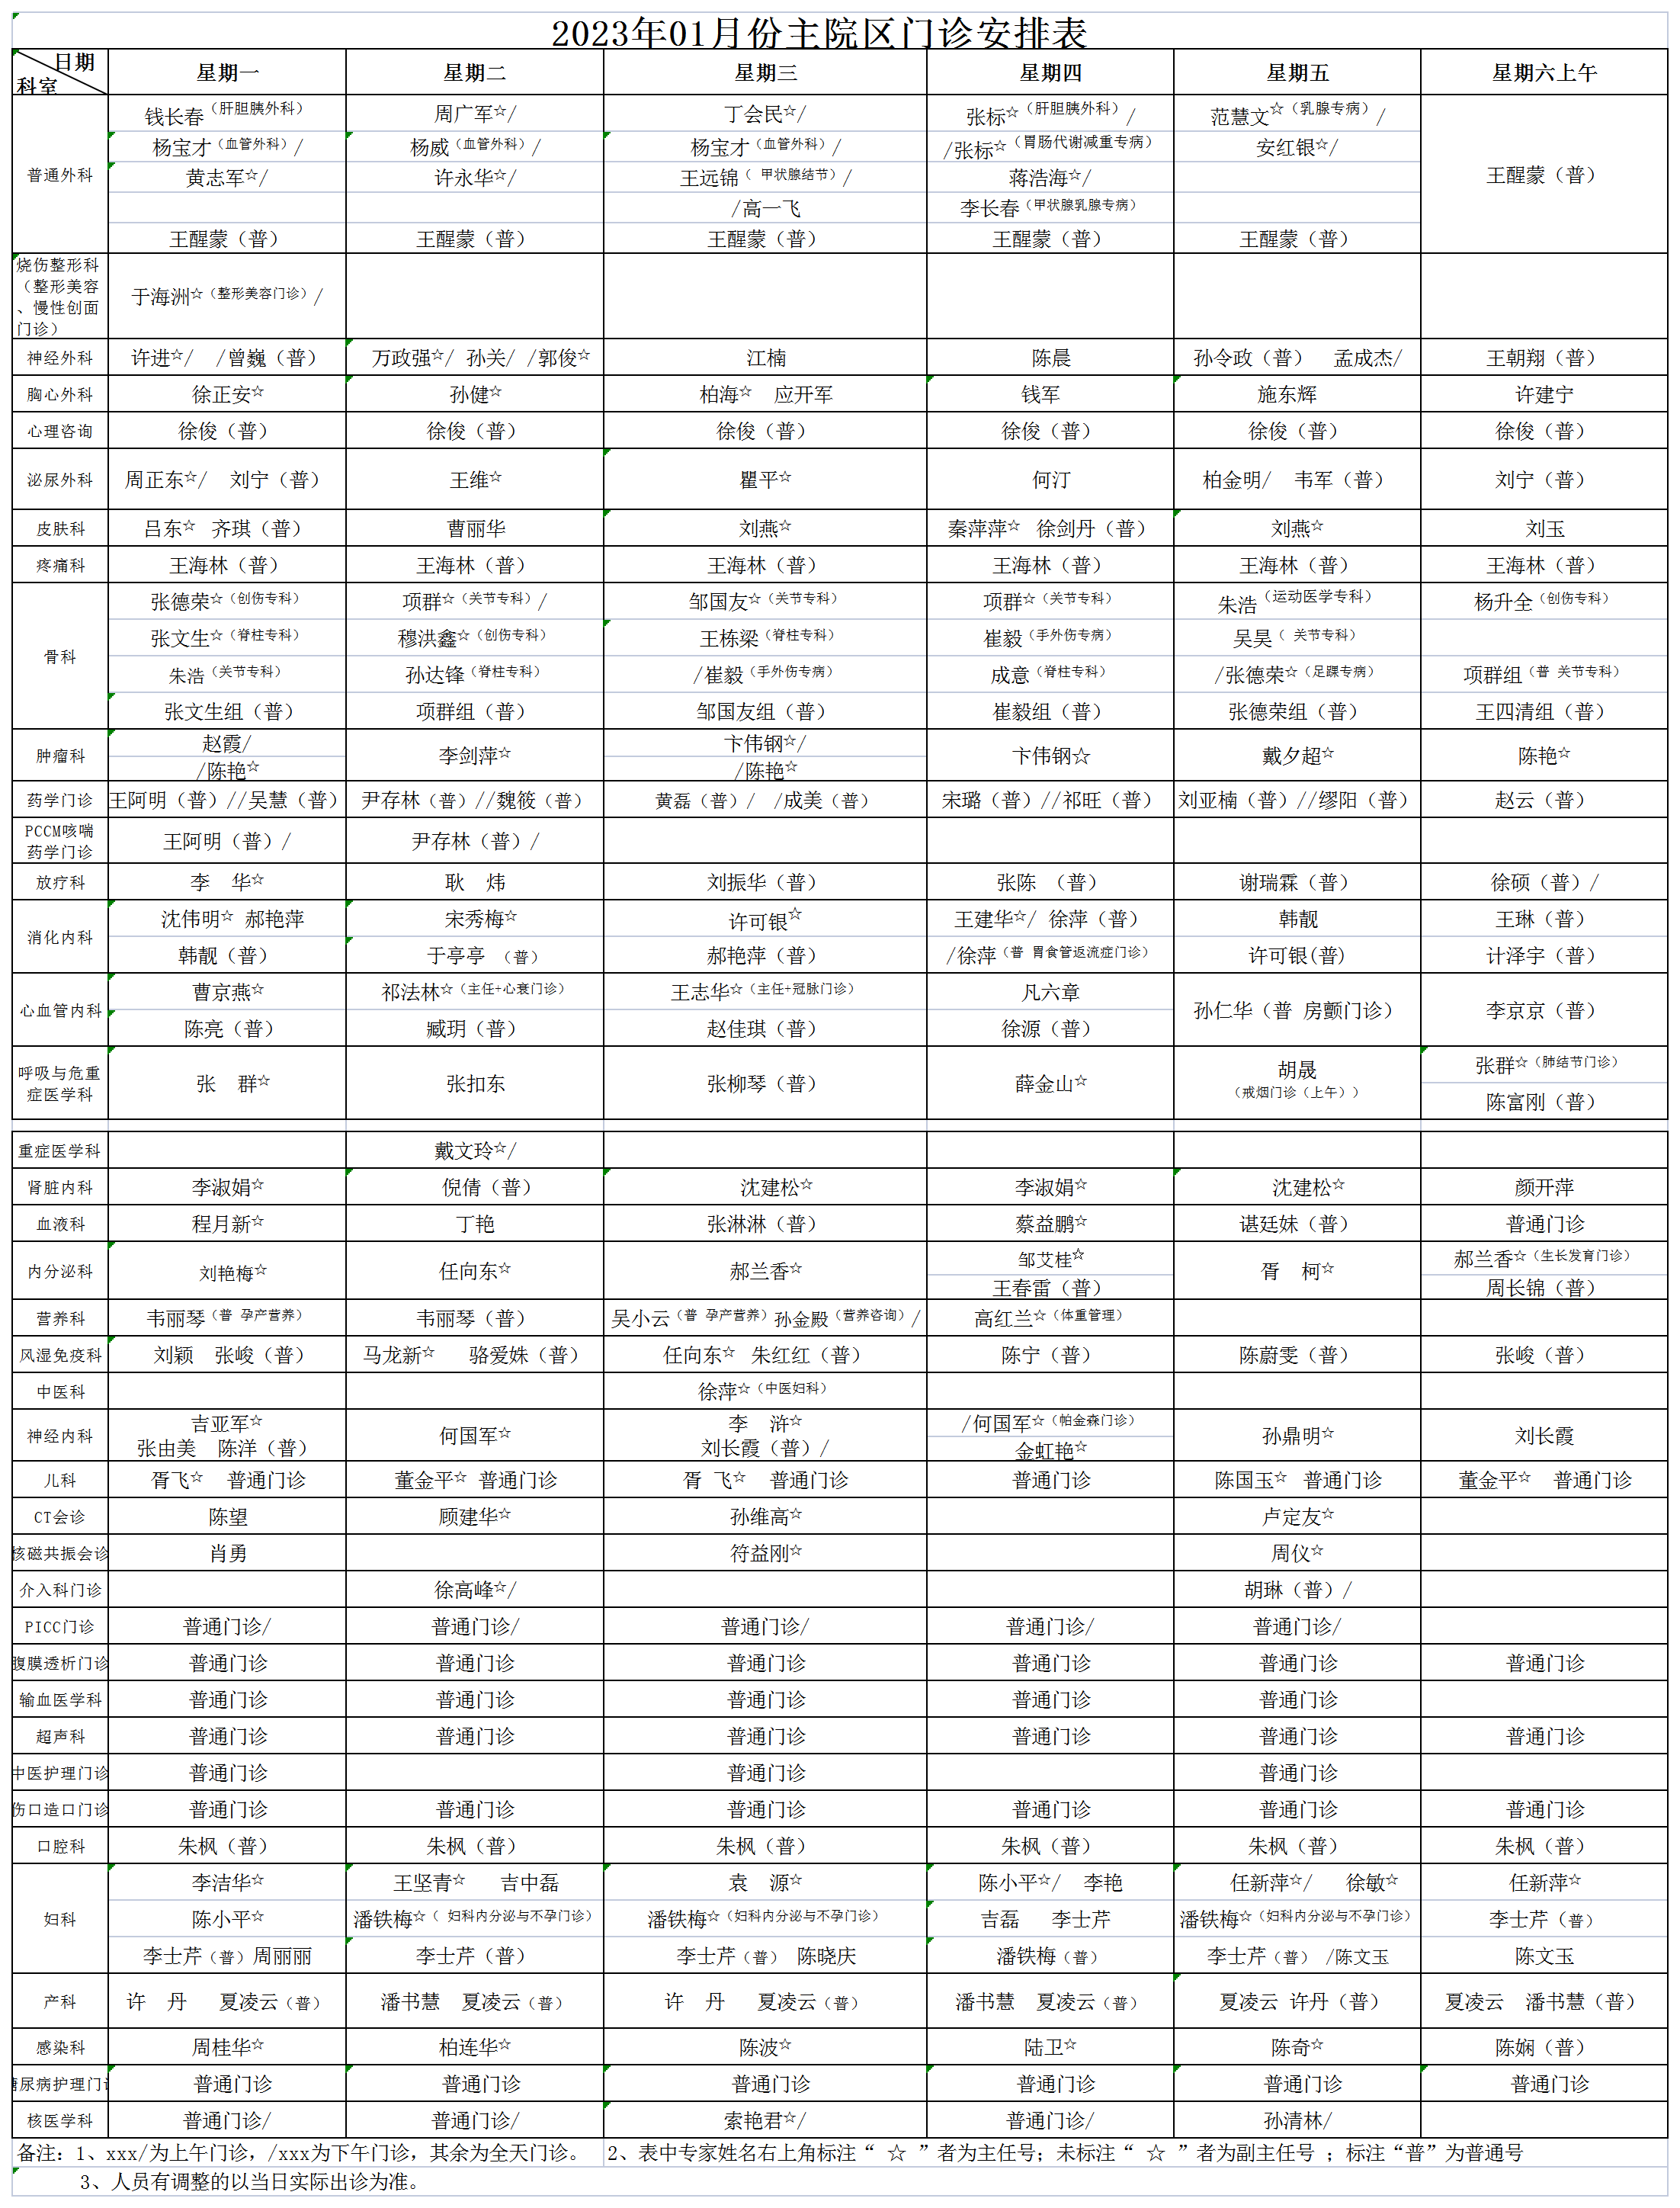 2023年01月份主院区门诊安排表
日期 科室 星期一 星期二 星期三 星期四 星期五 星期六上午
普通外科
钱长春（肝胆胰外科） 周广军☆/ 丁会民☆/ 张标☆（肝胆胰外科）/ 范慧文☆（乳腺专病）/
杨宝才（血管外科）/ 杨威（血管外科）/ 杨宝才（血管外科）/ /张标☆（胃肠代谢减重专病） 安红银☆/
黄志军☆/ 许永华☆/ 王远锦（ 甲状腺结节）/ 蒋浩海☆/ 王醒蒙（普）
/高一飞 李长春（甲状腺乳腺专病）
王醒蒙（普） 王醒蒙（普） 王醒蒙（普） 王醒蒙（普） 王醒蒙（普）
烧伤整形科
（整形美容
、慢性创面
门诊）
于海洲☆（整形美容门诊）/
神经外科 许进☆/ /曾巍（普） 万政强☆/ 孙关/ /郭俊☆ 江楠 陈晨 孙令政（普） 孟成杰/ 王朝翔（普）
胸心外科 徐正安☆ 孙健☆ 柏海☆ 应开军 钱军 施东辉 许建宁
心理咨询 徐俊（普） 徐俊（普） 徐俊（普） 徐俊（普） 徐俊（普） 徐俊（普）
泌尿外科 周正东☆/ 刘宁（普） 王维☆ 瞿平☆ 何汀 柏金明/ 韦军（普） 刘宁（普）
皮肤科 吕东☆ 齐琪（普） 曹丽华 刘燕☆ 秦萍萍☆ 徐剑丹（普） 刘燕☆ 刘玉
疼痛科 王海林（普） 王海林（普） 王海林（普） 王海林（普） 王海林（普） 王海林（普）
骨科
张德荣☆（创伤专科） 项群☆（关节专科）/ 邹国友☆（关节专科） 项群☆（关节专科） 朱浩（运动医学专科） 杨升全（创伤专科）
张文生☆（脊柱专科） 穆洪鑫☆（创伤专科） 王栋梁（脊柱专科） 崔毅（手外伤专病） 吴昊（ 关节专科）
朱浩（关节专科） 孙达锋（脊柱专科） /崔毅（手外伤专病） 成意（脊柱专科） /张德荣☆（足踝专病） 项群组（普 关节专科）
张文生组（普） 项群组（普） 邹国友组（普） 崔毅组（普） 张德荣组（普） 王四清组（普）
肿瘤科
赵霞/ 李剑萍☆ 卞伟钢☆/ 卞伟钢☆ 戴夕超☆ 陈艳☆
/陈艳☆ /陈艳☆
药学门诊 王阿明（普）//吴慧（普） 尹存林（普）//魏筱（普） 黄磊（普）/ /成美（普） 宋璐（普）//祁旺（普） 刘亚楠（普）//缪阳（普） 赵云（普）
PCCM咳喘
药学门诊
王阿明（普）/ 尹存林（普）/
放疗科 李 华☆ 耿 炜 刘振华（普） 张陈 （普） 谢瑞霖（普） 徐硕（普）/
消化内科
沈伟明☆ 郝艳萍 宋秀梅☆ 许可银☆ 王建华☆/ 徐萍（普） 韩靓 王琳（普）
韩靓（普） 于亭亭 （普） 郝艳萍（普） /徐萍（普 胃食管返流症门诊） 许可银(普) 计泽宇（普）
心血管内科
曹京燕☆ 祁法林☆（主任+心衰门诊） 王志华☆（主任+冠脉门诊） 凡六章 孙仁华（普 房颤门诊） 李京京（普）
陈亮（普） 臧玥（普） 赵佳琪（普） 徐源（普）
呼吸与危重
症医学科
张 群☆ 张扣东 张柳琴（普） 薛金山☆ 胡晟 张群☆（肺结节门诊）
（戒烟门诊（上午）） 陈富刚（普）
重症医学科 戴文玲☆/
肾脏内科 李淑娟☆ 倪倩（普） 沈建松☆ 李淑娟☆ 沈建松☆ 颜开萍
血液科 程月新☆ 丁艳 张淋淋（普） 蔡益鹏☆ 谌廷妹（普） 普通门诊
内分泌科
刘艳梅☆ 任向东☆ 郝兰香☆ 邹艾桂☆ 胥 柯☆ 郝兰香☆（生长发育门诊）
王春雷（普） 周长锦（普）
营养科 韦丽琴（普 孕产营养） 韦丽琴（普） 吴小云（普 孕产营养）孙金殿（营养咨询）/ 高红兰☆（体重管理）
风湿免疫科 刘颖 张峻（普） 马龙新☆ 骆爱姝（普） 任向东☆ 朱红红（普） 陈宁（普） 陈蔚雯（普） 张峻（普）
中医科 徐萍☆（中医妇科）
神经内科
吉亚军☆ 何国军☆ 李 浒☆ /何国军☆（帕金森门诊） 孙鼎明☆ 刘长霞
张由美 陈洋（普） 刘长霞（普）/ 金虹艳☆
儿科 胥飞☆ 普通门诊 董金平☆ 普通门诊 胥 飞☆ 普通门诊 普通门诊 陈国玉☆ 普通门诊 董金平☆ 普通门诊
CT会诊 陈望 顾建华☆ 孙维高☆ 卢定友☆
核磁共振会诊 肖勇 符益刚☆ 周仪☆
介入科门诊 徐高峰☆/ 胡琳（普）/
PICC门诊 普通门诊/ 普通门诊/ 普通门诊/ 普通门诊/ 普通门诊/
腹膜透析门诊 普通门诊 普通门诊 普通门诊 普通门诊 普通门诊 普通门诊
输血医学科 普通门诊 普通门诊 普通门诊 普通门诊 普通门诊
超声科 普通门诊 普通门诊 普通门诊 普通门诊 普通门诊 普通门诊
中医护理门诊 普通门诊 普通门诊 普通门诊
伤口造口门诊 普通门诊 普通门诊 普通门诊 普通门诊 普通门诊 普通门诊
口腔科 朱枫（普） 朱枫（普） 朱枫（普） 朱枫（普） 朱枫（普） 朱枫（普）
妇科
李洁华☆ 王坚青☆ 吉中磊 袁 源☆ 陈小平☆/ 李艳 任新萍☆/ 徐敏☆ 任新萍☆
陈小平☆ 潘铁梅☆（ 妇科内分泌与不孕门诊） 潘铁梅☆（妇科内分泌与不孕门诊） 吉磊 李士芹 潘铁梅☆（妇科内分泌与不孕门诊） 李士芹（普）
李士芹（普）周丽丽 李士芹（普） 李士芹（普） 陈晓庆 潘铁梅（普） 李士芹（普） /陈文玉 陈文玉
产科 许 丹 夏凌云（普） 潘书慧 夏凌云（普） 许 丹 夏凌云（普） 潘书慧 夏凌云（普） 夏凌云 许丹（普） 夏凌云 潘书慧（普）
感染科 周桂华☆ 柏连华☆ 陈波☆ 陆卫☆ 陈奇☆ 陈娴（普）
尿病护理门 普通门诊 普通门诊 普通门诊 普通门诊 普通门诊 普通门诊
核医学科 普通门诊/ 普通门诊/ 索艳君☆/ 普通门诊/ 孙清林/
备注：1、xxx/为上午门诊，/xxx为下午门诊，其余为全天门诊。 2、表中专家姓名右上角标注“ ☆ ”者为主任号；未标注“ ☆ ”者为副主任号 ；标注“普”为普通号
3、人员有调整的以当日实际出诊为准。